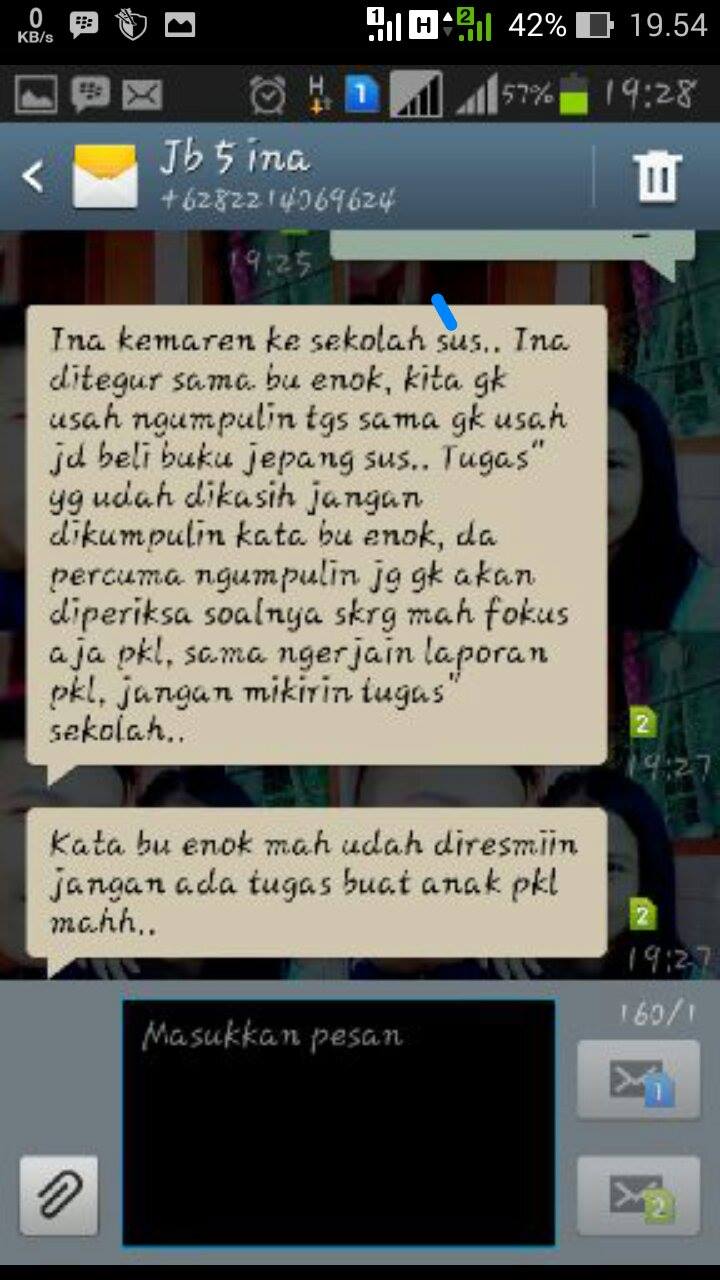 0
KB/s
1 H 2 42% 19.54
H 1 57% 19:28
Jb 5 ina
+6282214069624
19:25
Ina kemaren ke sekolah sus.. Ina
ditegur sama bu enok, kita gk
usah ngumpulin tgs sama gk usah
jd beli buku jepang sus.. Tugas"
yg udah dikasih jangan
dikumpulin kata bu enok, da
percuma ngumpulin jg gk akan
diperiksa soalnya skrg mah fokus
aja pkl, sama ngerjain laporan
pkl, jangan mikirin tugas"
sekolah..
2
19:27
Kata bu enok mah udah diresmiin
jangan ada tugas buat anak pkl
mahh..
2
19:27
Masukkan pesan
160/1
1
2